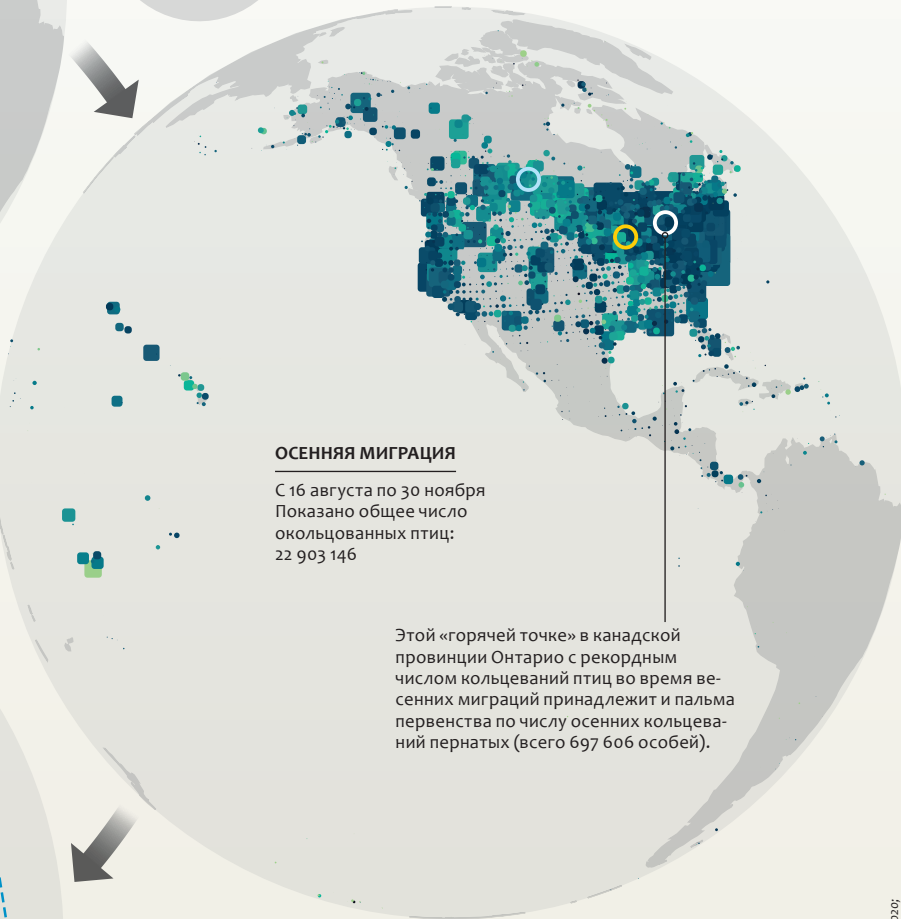 ОСЕННЯЯ МИГРАЦИЯ
С 16 августа по 30 ноября
Показано общее число
окольцованных птиц:
22 903 146
Этой «горячей точке» в канадской
провинции Онтарио с рекордным
числом кольцеваний птиц во время ве-
сенних миграций принадлежит и пальма
первенства по числу осенних кольцева-
ний пернатых (всего 697 606 особей).